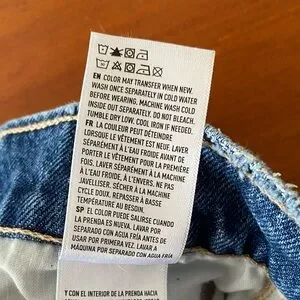 EN COLOR MAY TRANSFER WHEN NEW.
WASH ONCE SEPARATELY IN COLD WATER
BEFORE WEARING. MACHINE WASH COLD
INSIDE OUT SEPARATELY. DO NOT BLEACH.
TUMBLE DRY LOW. COOL IRON IF NEEDED.
FR LA COULEUR PEUT DÉTEINDRE
LORSQUE LE VÊTEMENT EST NEUF. LAVER
SÉPARÉMENT À L'EAU FROIDE AVANT DE
PORTER LE VÊTEMENT POUR LA PREMIÈRE
FOIS. LAVER SÉPARÉMENT À LA MACHINE
À L'EAU FROIDE, À L'ENVERS. NE PAS
JAVELLISER. SÉCHER À LA MACHINE,
CYCLE DOUX. REPASSER À BASSE
TEMPÉRATURE AU BESOIN.
SP EL COLOR PUEDE SALIRSE CUANDO
LA PRENDA ES NUEVA. LAVAR POR
SEPARADO CON AGUA FRÍA ANTES DE
USAR POR PRIMERA VEZ. LAVAR A MÁQUINA
Y CON EL INTERIOR DE LA PRENDA HACIA
SEPARADO CON AGUA FRÍA. NO